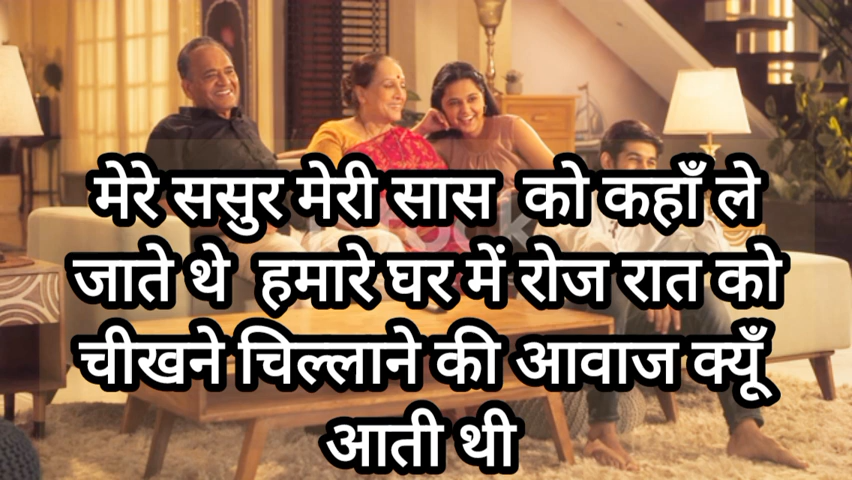 मेरे ससुर मेरी सास को कहाँ ले
जाते थे हमारे घर में रोज रात को
चीखने चिल्लाने की आवाज क्यूँ
आती थी